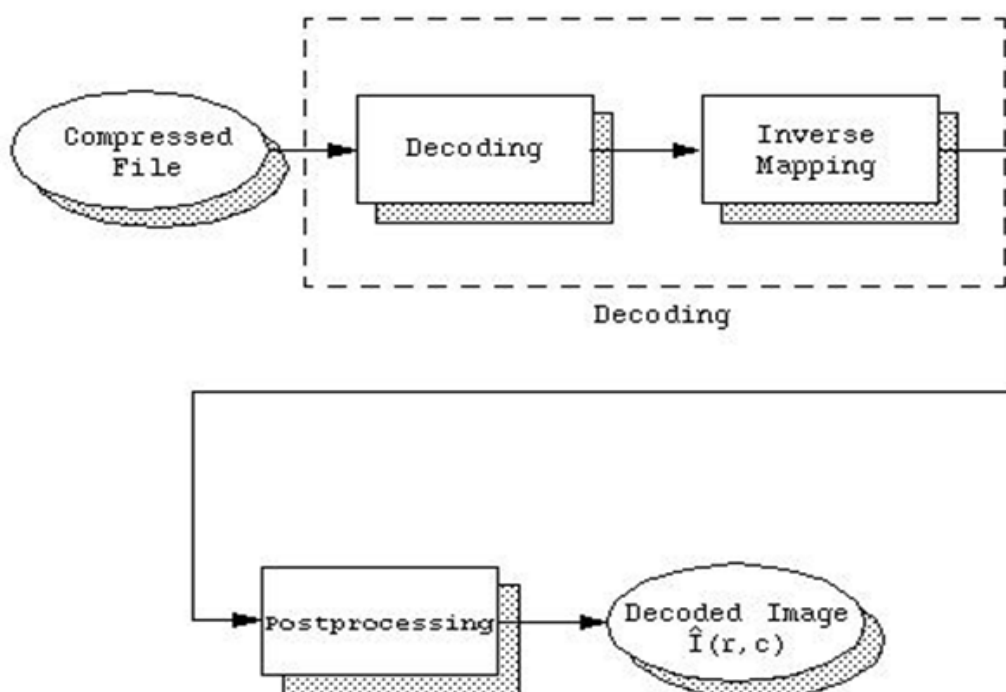 Compressed
File
Decoding
Inverse
Mapping
Decoding
Postprocessing
Decoded Image
Î(r,c)